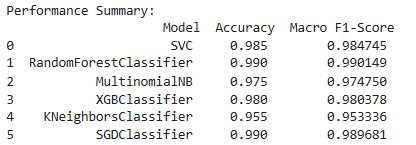 Performance Summary:
Model Accuracy Macro F1-Score
0 SVC 0.985 0.984745
1 RandomForestClassifier 0.990 0.990149
2 MultinomialNB 0.975 0.974750
3 XGBClassifier 0.980 0.980378
4 KNeighborsClassifier 0.955 0.953336
5 SGDClassifier 0.990 0.989681